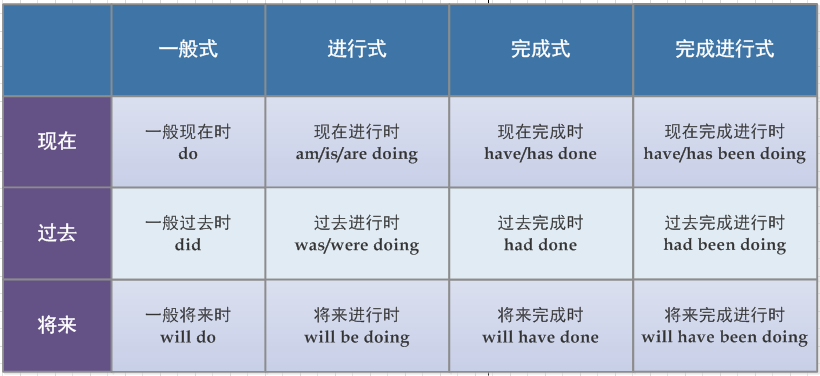 一般式 进行式 完成式 完成进行式
现在
一般现在时
do
现在进行时
am/is/are doing
现在完成时
have/has done
现在完成进行时
have/has been doing
过去
一般过去时
did
过去进行时
was/were doing
过去完成时
had done
过去完成进行时
had been doing
将来
一般将来时
will do
将来进行时
will be doing
将来完成时
will have done
将来完成进行时
will have been doing